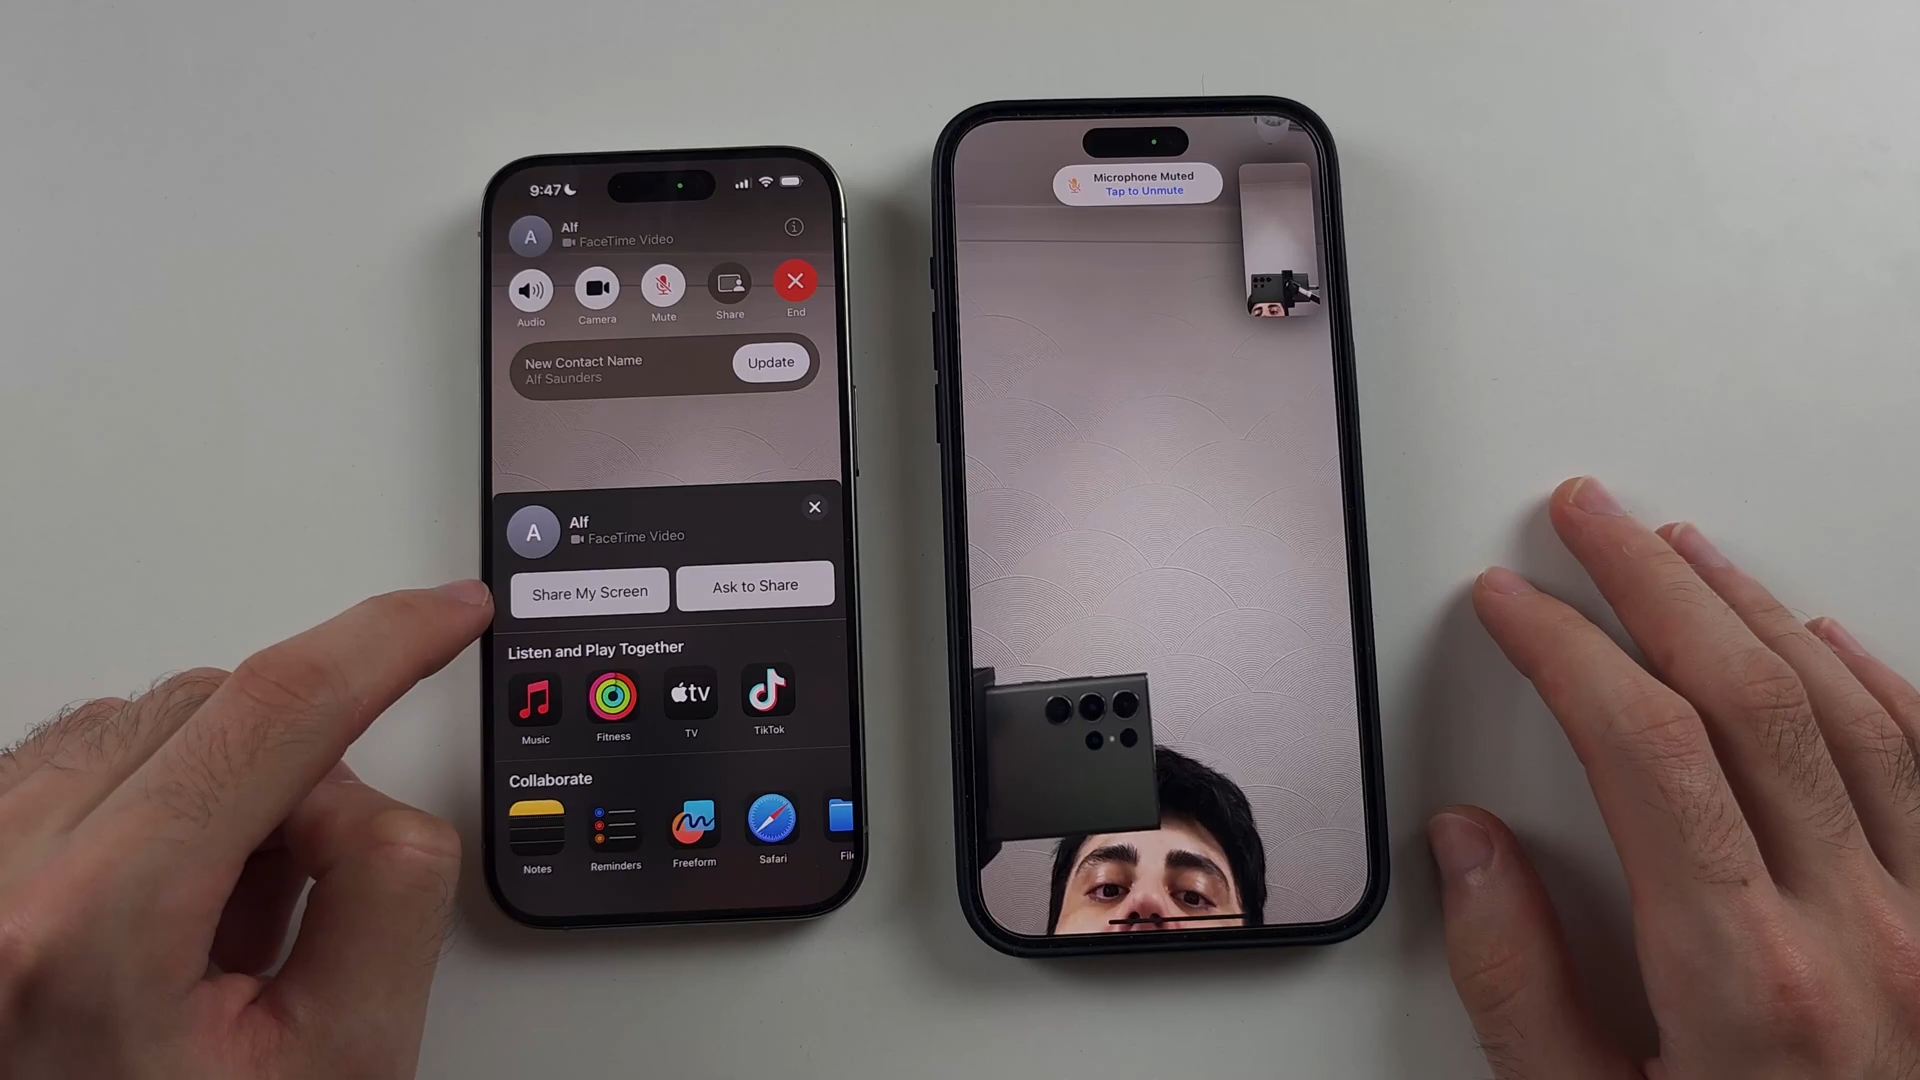 9:47
A
Alf
FaceTime Video
Audio
Camera
Mute
Share
End
New Contact Name
Alf Saunders
Update
A
Alf
FaceTime Video
Share My Screen
Ask to Share
Listen and Play Together
tv
Music
Fitness
TV
TikTok
Collaborate
Notes
Reminders
Freeform
Safari
File
Microphone Muted
Tap to Unmute